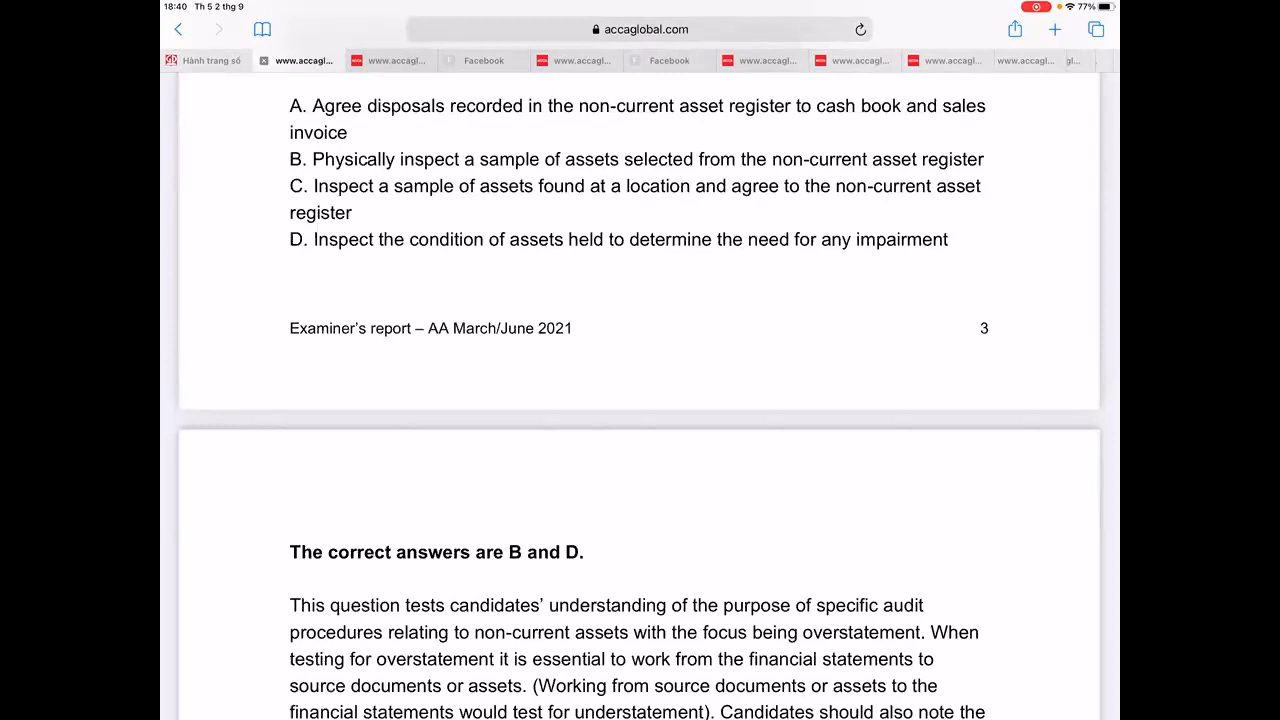 18:40 Th 5 2 thg 9
77%
accaglobal.com
Hành trang số
www.accagl...
www.accagl...
Facebook
www.accagl...
Facebook
www.accagl...
www.accagl...
www.accagl...
www.accagl...
gl...
A. Agree disposals recorded in the non-current asset register to cash book and sales
invoice
B. Physically inspect a sample of assets selected from the non-current asset register
C. Inspect a sample of assets found at a location and agree to the non-current asset
register
D. Inspect the condition of assets held to determine the need for any impairment
Examiner’s report – AA March/June 2021 3
The correct answers are B and D.
This question tests candidates’ understanding of the purpose of specific audit
procedures relating to non-current assets with the focus being overstatement. When
testing for overstatement it is essential to work from the financial statements to
source documents or assets. (Working from source documents or assets to the
financial statements would test for understatement). Candidates should also note the